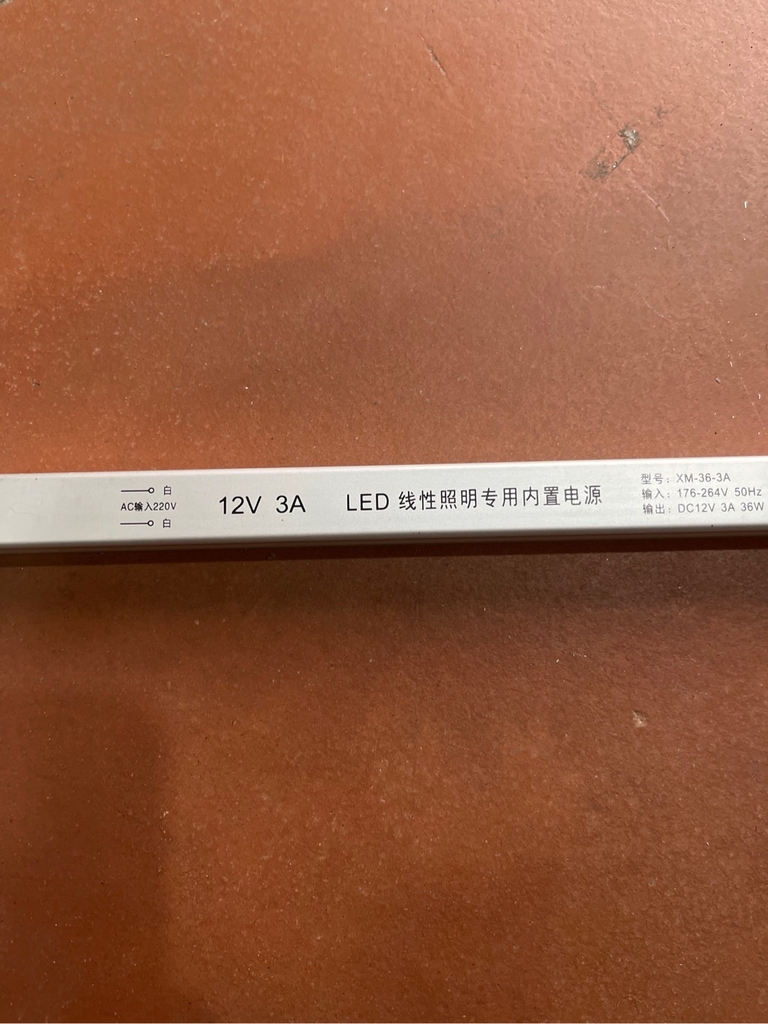 白
AC输入220V
白
12V 3A
LED 线性照明专用内置电源
型号：XM-36-3A
输入：176-264V 50Hz
输出：DC12V 3A 36W